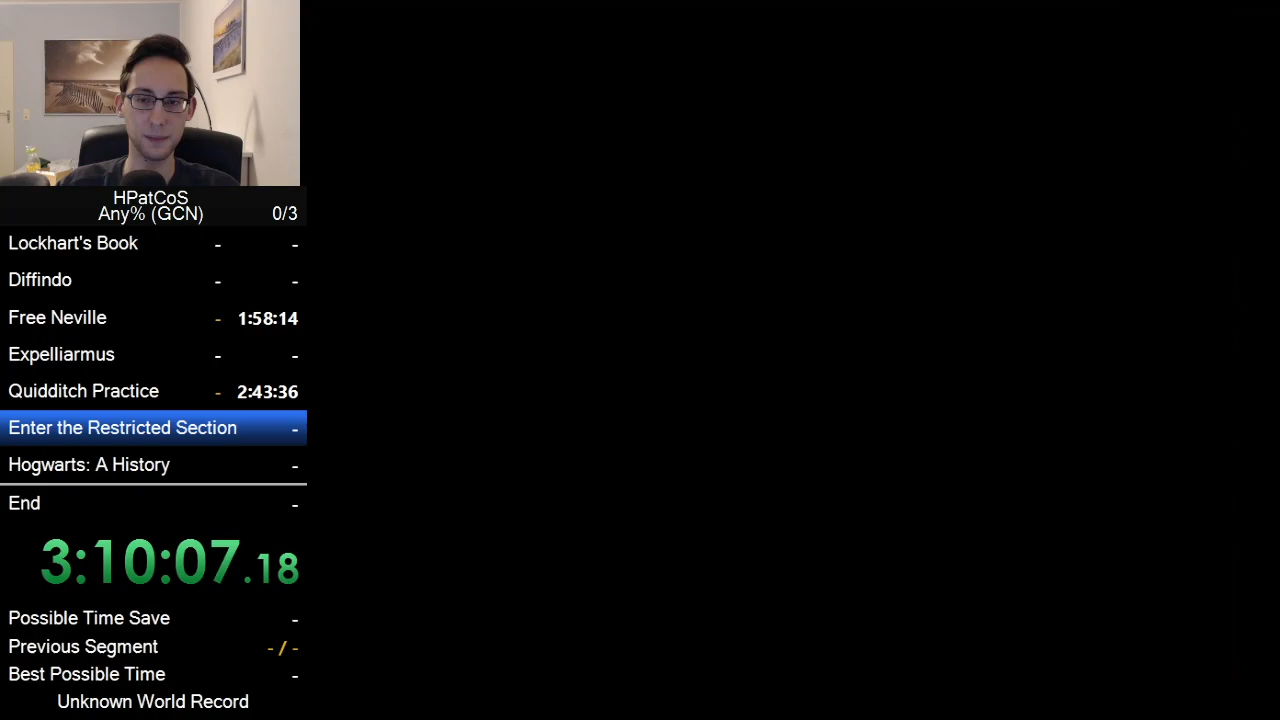 HPatCoS
Any% (GCN) 0/3
Lockhart's Book - -
Diffindo - -
Free Neville - 1:58:14
Expelliarmus - -
Quidditch Practice - 2:43:36
Enter the Restricted Section -
Hogwarts: A History -
End -
3:10:07.18
Possible Time Save -
Previous Segment - / -
Best Possible Time -
Unknown World Record